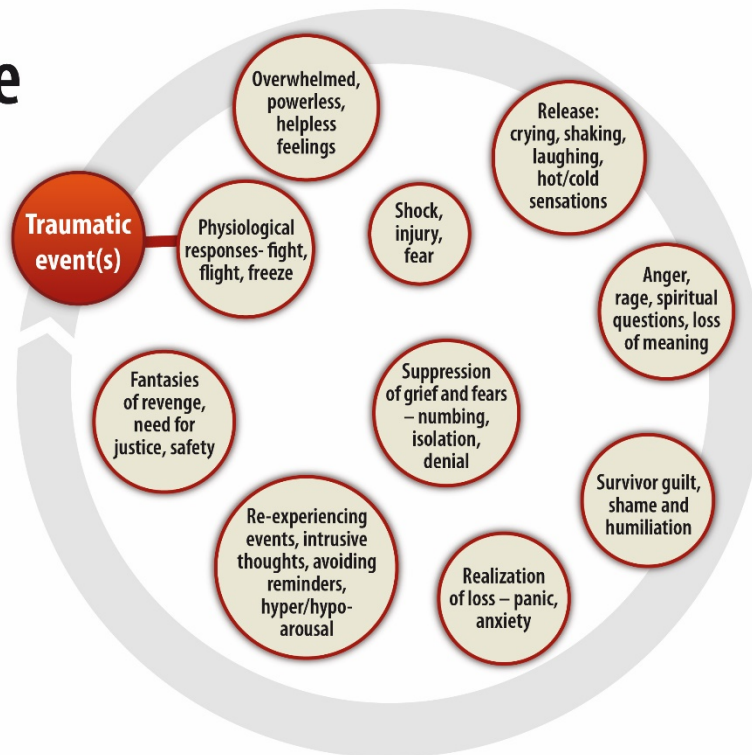 e
Traumatic
event(s)
Physiological
responses- fight,
flight, freeze
Overwhelmed,
powerless,
helpless
feelings
Shock,
injury,
fear
Release:
crying, shaking,
laughing,
hot/cold
sensations
Anger,
rage, spiritual
questions, loss
of meaning
Suppression
of grief and fears
– numbing,
isolation,
denial
Survivor guilt,
shame and
humiliation
Realization
of loss – panic,
anxiety
Re-experiencing
events, intrusive
thoughts, avoiding
reminders,
hyper/hypo-
arousal
Fantasies
of revenge,
need for
justice, safety